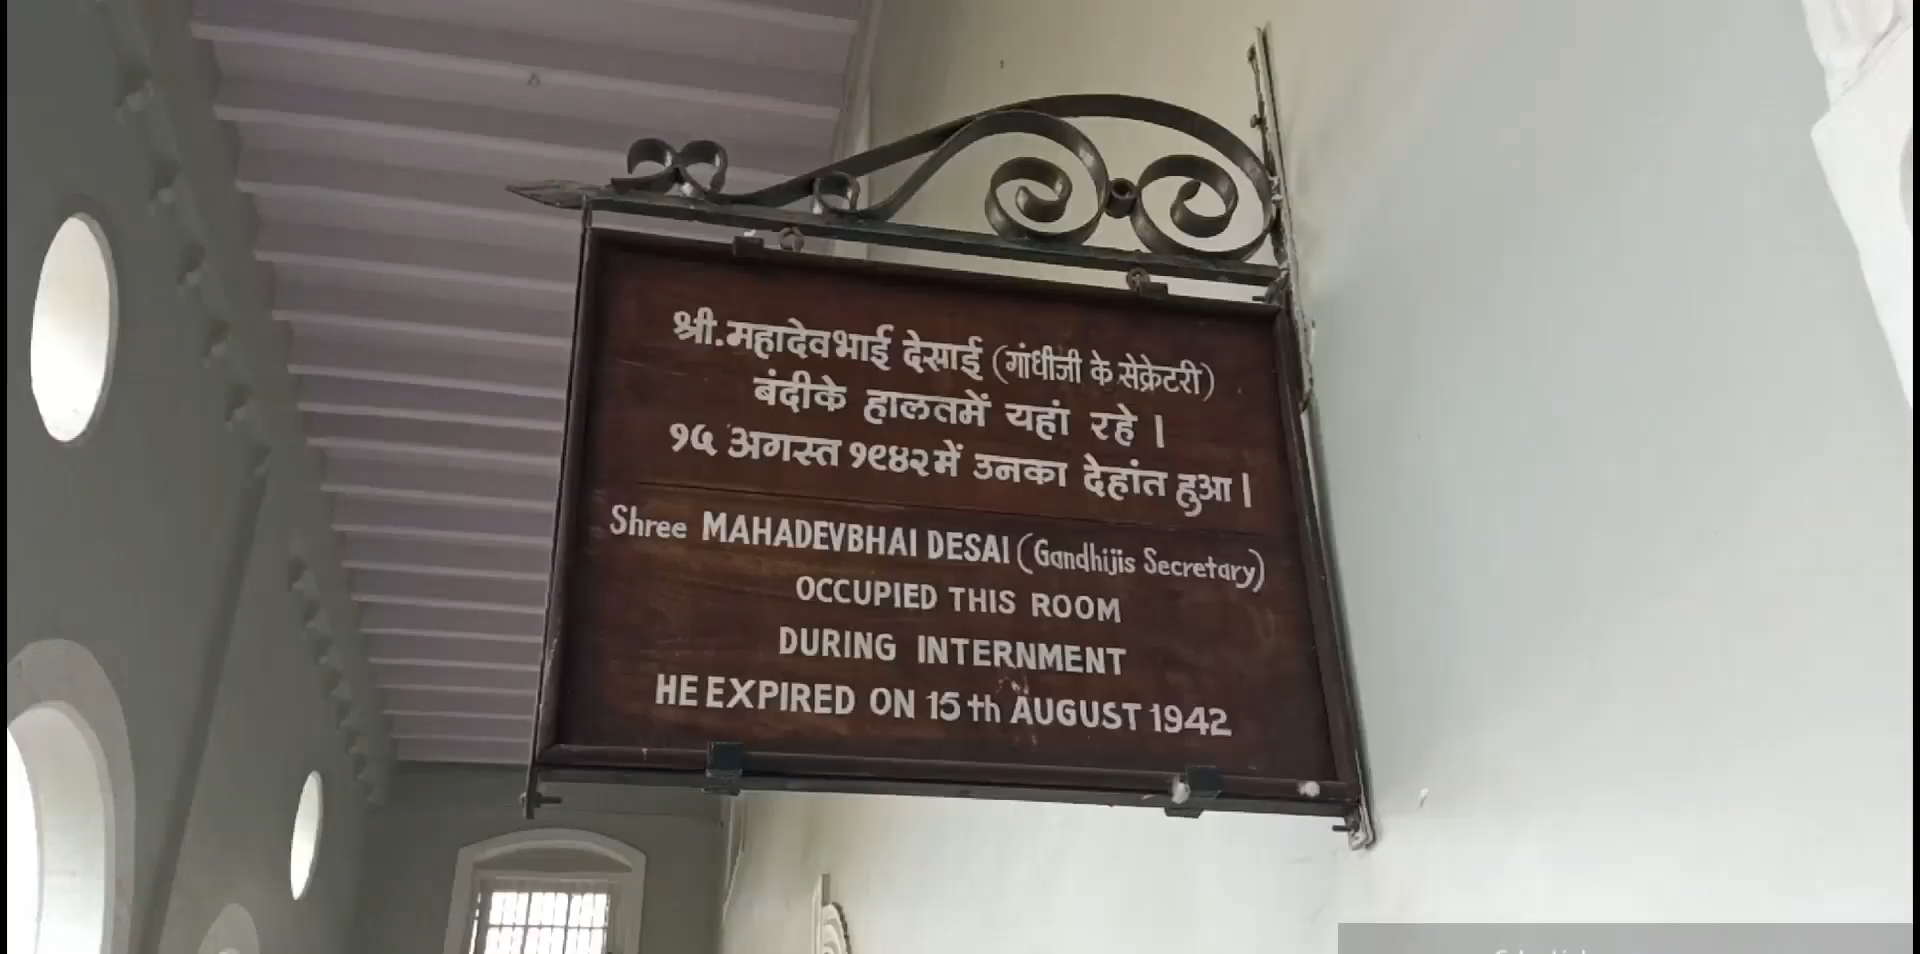 श्री.महादेवभाई देसाई (गांधीजी के सेक्रेटरी)
बंदीके हालतमें यहां रहे |
१५ अगस्त १९४२में उनका देहांत हुआ |
Shree MAHADEVBHAI DESAI (Gandhijis Secretary)
OCCUPIED THIS ROOM
DURING INTERNMENT
HE EXPIRED ON 15th AUGUST 1942